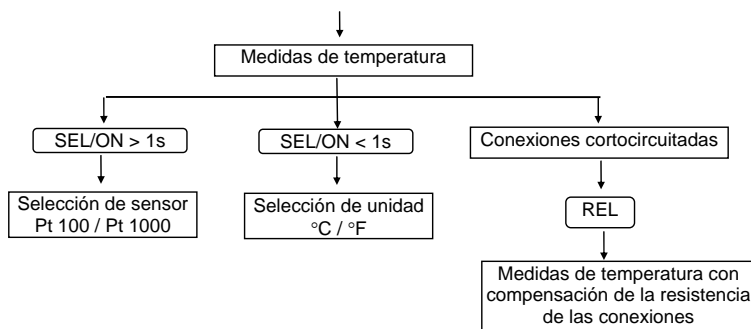 Medidas de temperatura
SEL/ON > 1s
SEL/ON < 1s
Conexiones cortocircuitadas
Selección de sensor
Pt 100 / Pt 1000
Selección de unidad
°C / °F
REL
Medidas de temperatura con
compensación de la resistencia
de las conexiones